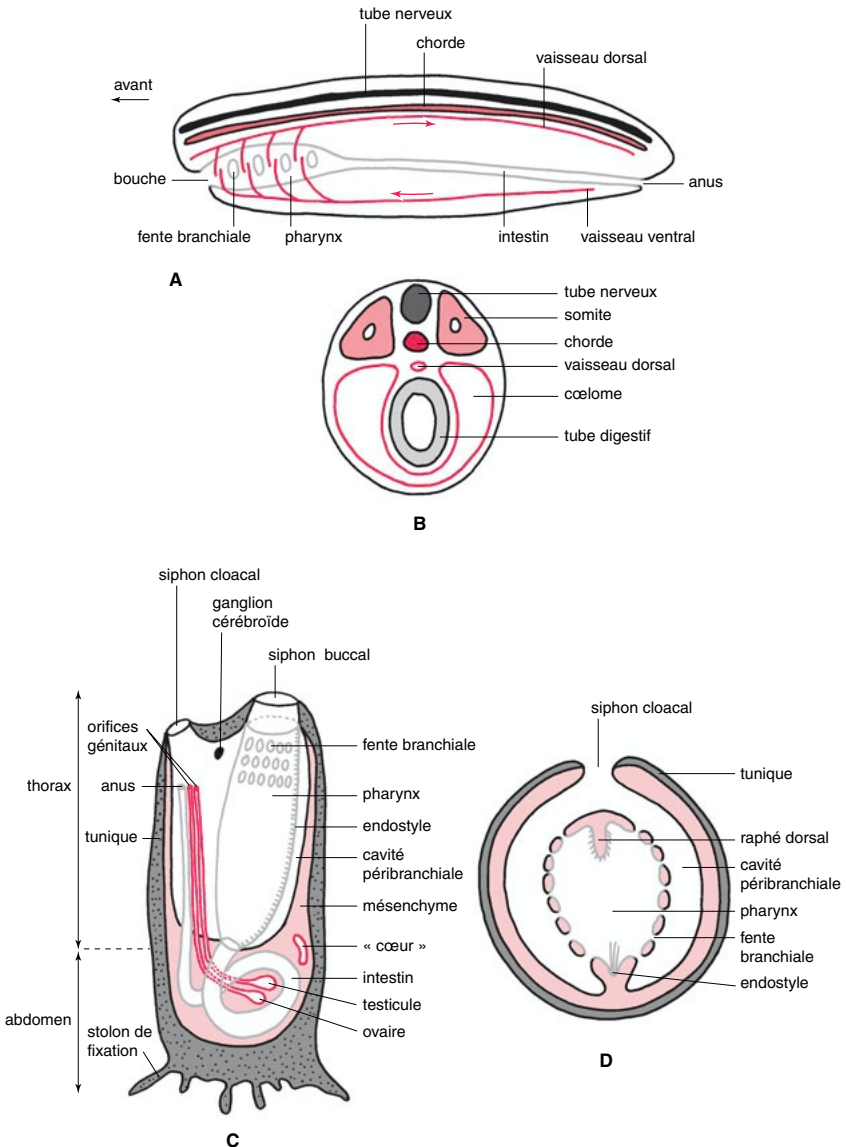 tube nerveux
chorde
vaisseau dorsal
avant
bouche
anus
fente branchiale
pharynx
intestin
vaisseau ventral
A
tube nerveux
somite
chorde
vaisseau dorsal
cœlome
tube digestif
B
siphon cloacal
ganglion
cérébroïde
siphon buccal
orifices
génitaux
thorax
anus
tunique
fente branchiale
pharynx
endostyle
cavité
péribranchiale
mésenchyme
« cœur »
intestin
testicule
ovaire
abdomen
stolon de
fixation
C
siphon cloacal
tunique
raphé dorsal
cavité
péribranchiale
pharynx
fente
branchiale
endostyle
D